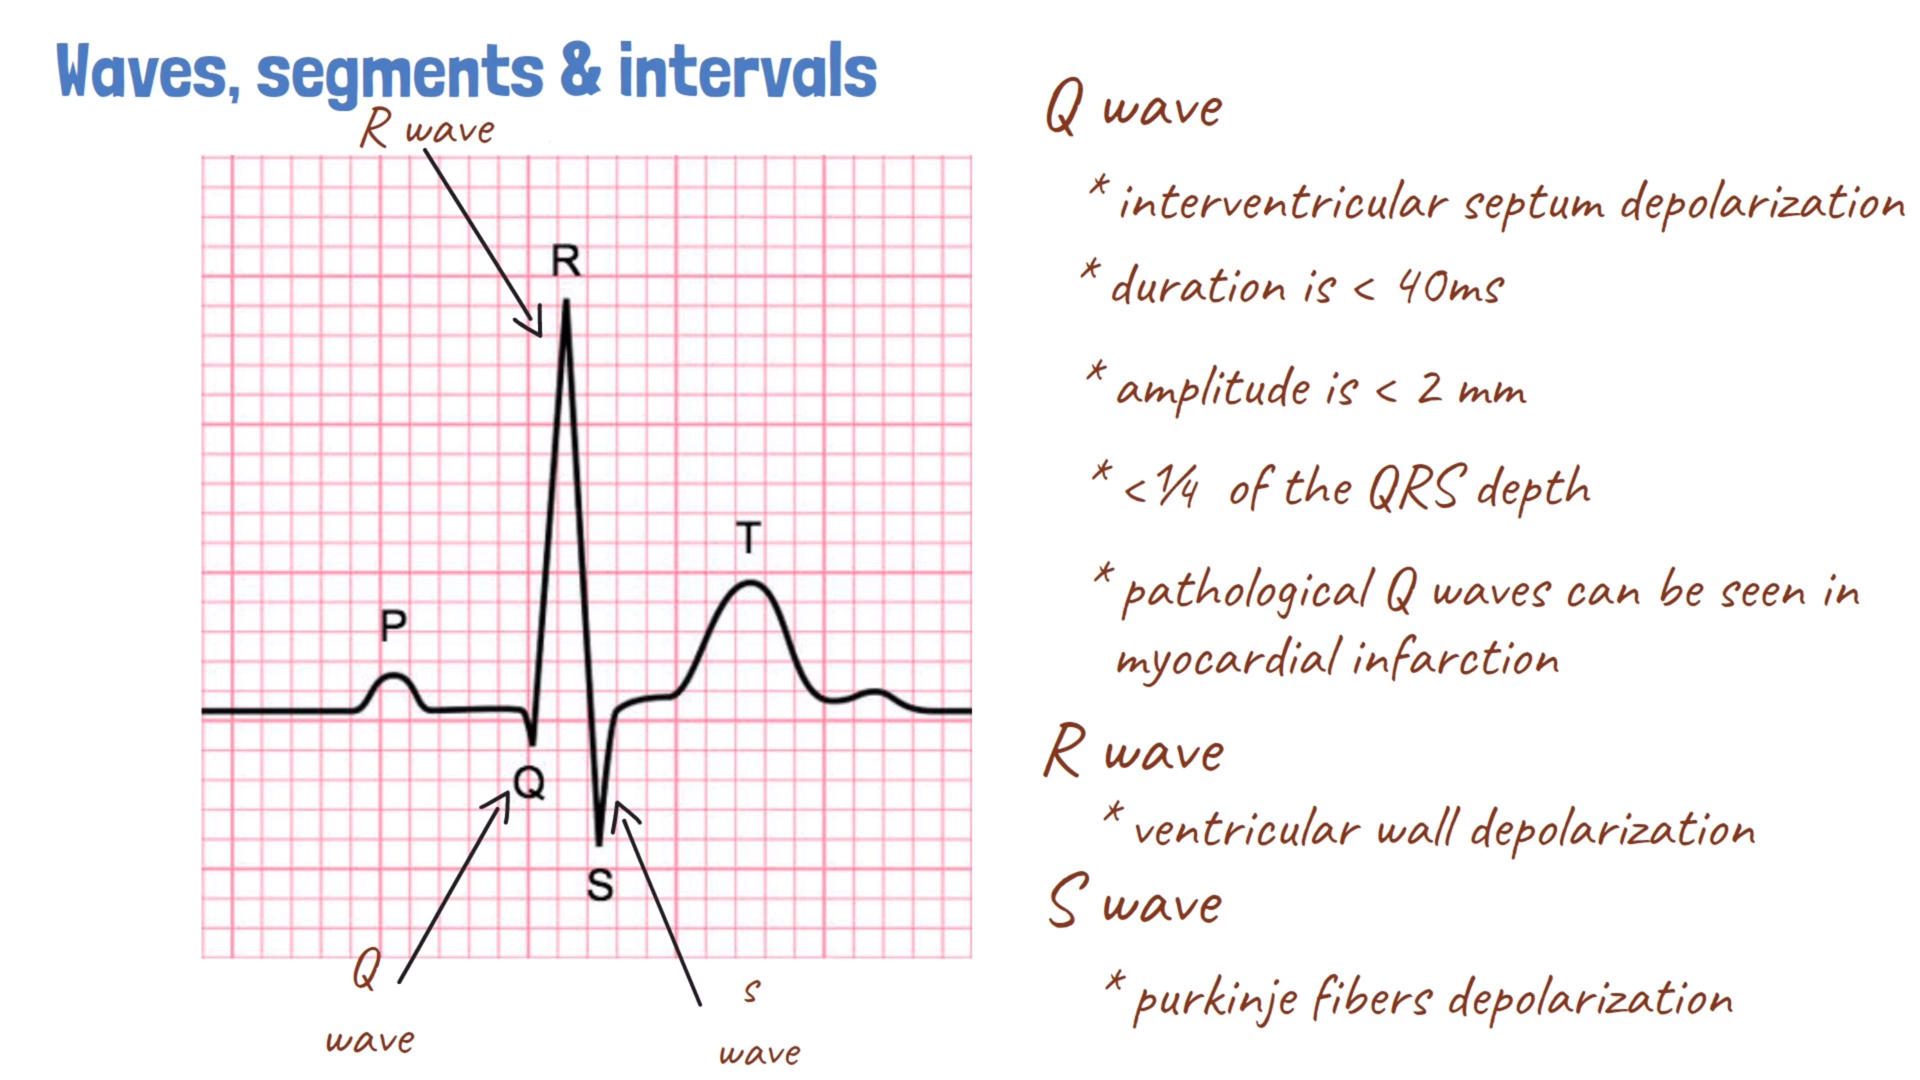 Waves, segments & intervals
R wave
R
P
T
Q
S
Q
wave
s
wave
Q wave
* interventricular septum depolarization
* duration is < 40ms
* amplitude is < 2 mm
* <1/4 of the QRS depth
* pathological Q waves can be seen in
myocardial infarction
R wave
* ventricular wall depolarization
S wave
* purkinje fibers depolarization